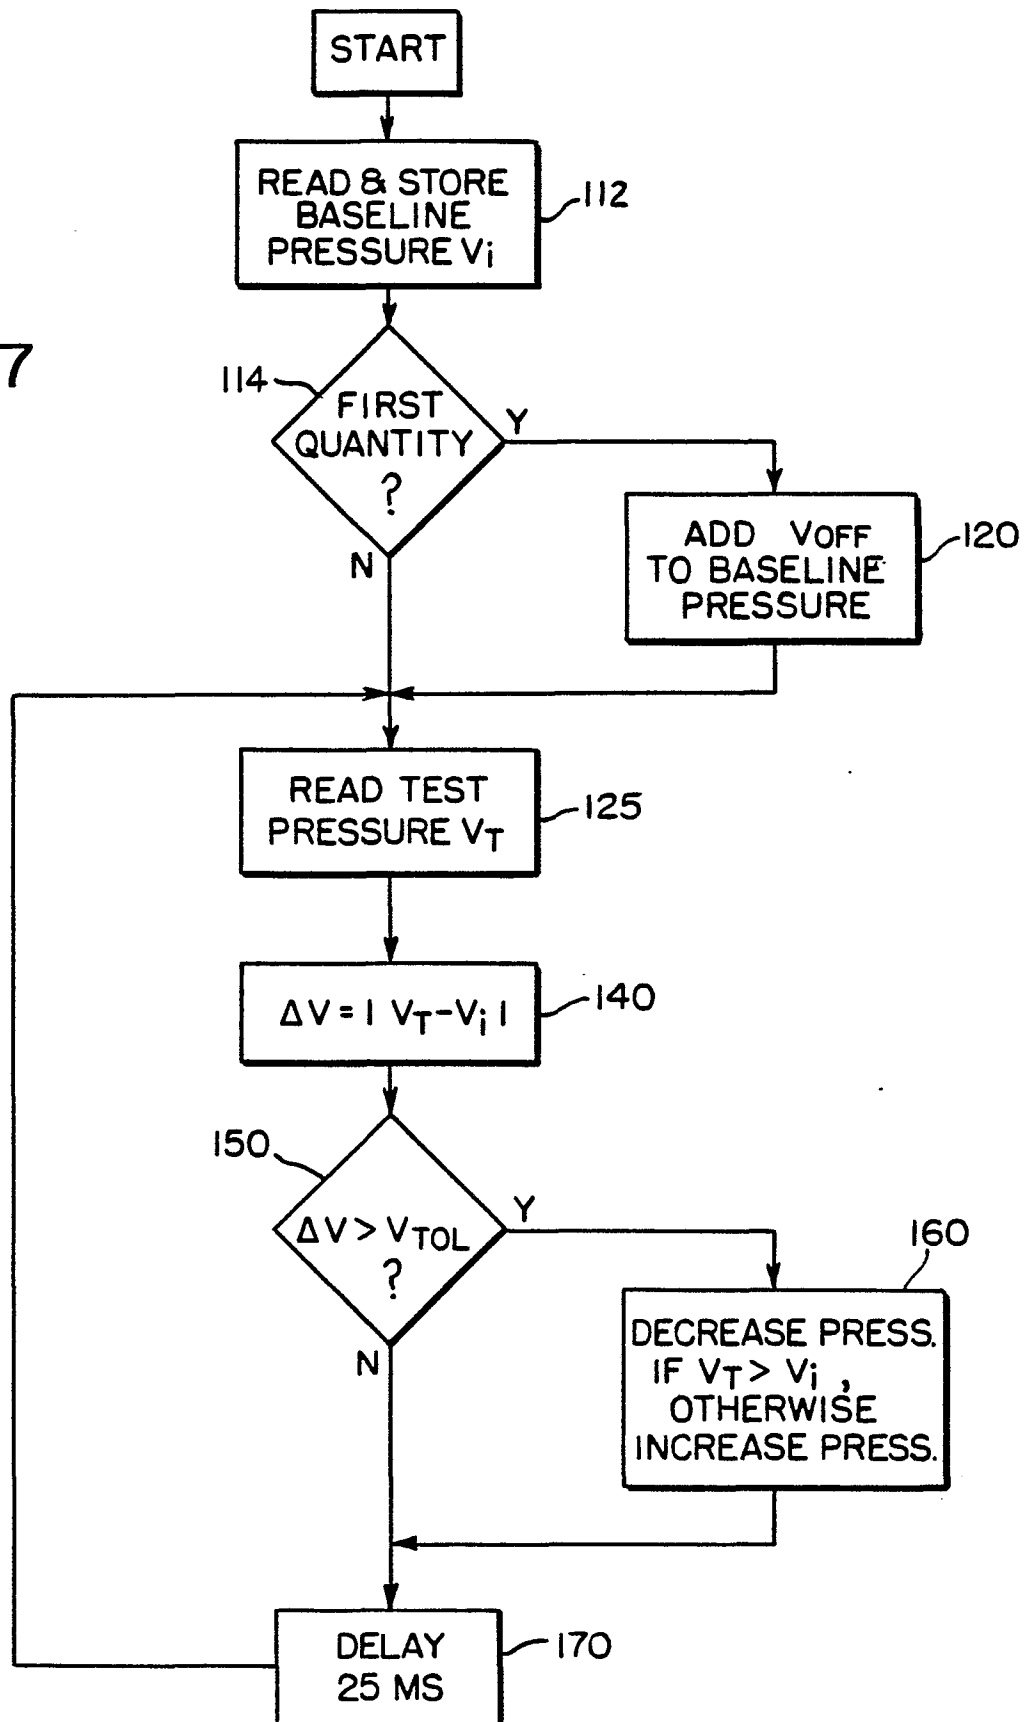 START
READ & STORE
BASELINE
PRESSURE Vi
112
7
114
FIRST
QUANTITY
?
Y
N
ADD VOFF
TO BASELINE
PRESSURE
120
READ TEST
PRESSURE VT
125
ΔV = | VT-Vi |
140
150
ΔV > VTOL
?
Y
N
160
DECREASE PRESS.
IF VT > Vi ,
OTHERWISE
INCREASE PRESS.
DELAY
25 MS
170